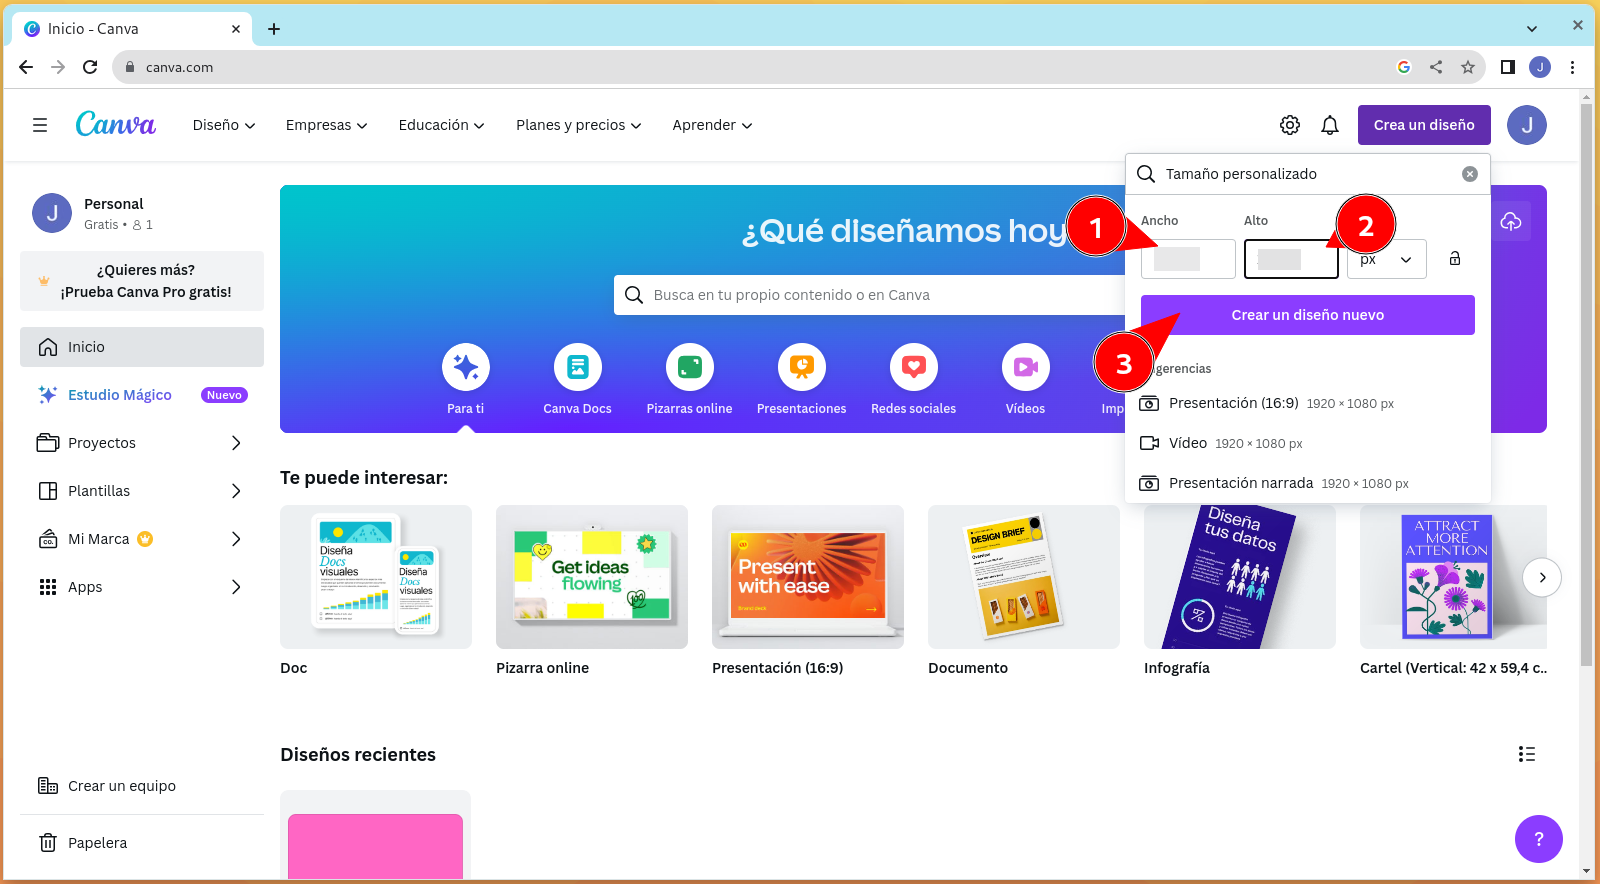 Inicio - Canva
canva.com
J
Canva
Diseño
Empresas
Educación
Planes y precios
Aprender
Crea un diseño
J
J
Personal
Gratis • 1
¿Quieres más?
¡Prueba Canva Pro gratis!
Inicio
Estudio Mágico
Nuevo
Proyectos
Plantillas
CO.
Mi Marca
Apps
Crear un equipo
Papelera
¿Qué diseñamos hoy
Busca en tu propio contenido o en Canva
Para ti
Canva Docs
Pizarras online
Presentaciones
Redes sociales
Vídeos
Imp
Tamaño personalizado
Ancho
Alto
1
2
px
Crear un diseño nuevo
3
gerencias
Presentación (16:9) 1920 × 1080 px
Vídeo 1920 × 1080 px
Presentación narrada 1920 × 1080 px
Te puede interesar:
Diseña
Docs
visuales
Diseña
Docs
visuales
Get ideas
flowing
Present
with ease
Brand deck
DESIGN BRIEF
Overview
Diseña
tus datos
ATTRACT
MORE
ATTENTION
Doc
Pizarra online
Presentación (16:9)
Documento
Infografía
Cartel (Vertical: 42 x 59,4 c..
Diseños recientes
?